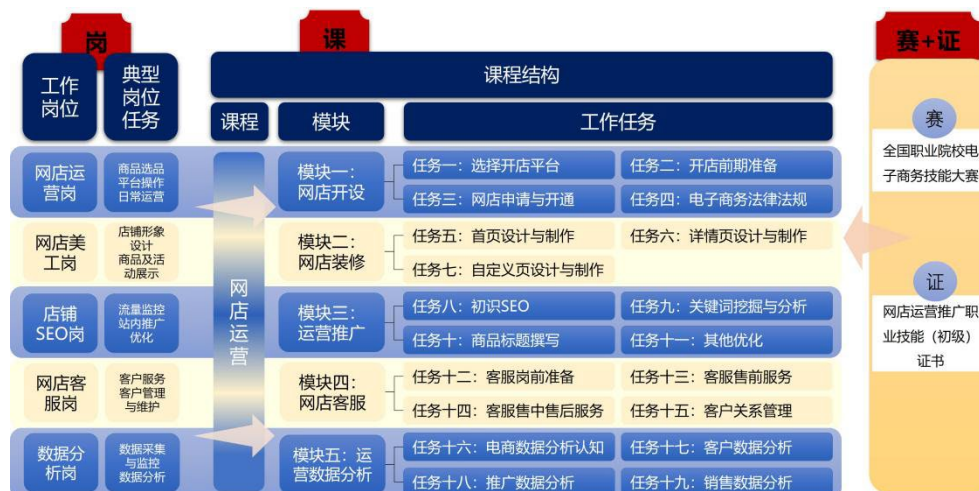 岗
课
赛+证
工作
岗位
典型
岗位
任务
课程结构
课程
模块
工作任务
网店运
营岗
商品选品
平台操作
日常运营
模块一：
网店开设
任务一：选择开店平台
任务二：开店前期准备
任务三：网店申请与开通
任务四：电子商务法律法规
网店美
工岗
店铺形象
设计
商品及活
动展示
模块二：
网店装修
任务五：首页设计与制作
任务六：详情页设计与制作
任务七：自定义页设计与制作
店铺
SEO岗
流量监控
站内推广
优化
模块三：
运营推广
任务八：初识SEO
任务九：关键词挖掘与分析
任务十：商品标题撰写
任务十一：其他优化
网店客
服岗
客户服务
客户管理
与维护
模块四：
网店客服
任务十二：客服岗前准备
任务十三：客服售前服务
任务十四：客服售中售后服务
任务十五：客户关系管理
数据分
析岗
数据采集
与监控
数据分析
模块五：运
营数据分析
任务十六：电商数据分析认知
任务十七：客户数据分析
任务十八：推广数据分析
任务十九：销售数据分析
网店运营
赛
全国职业院校电
子商务技能大赛
证
网店运营推广职
业技能（初级）
证书